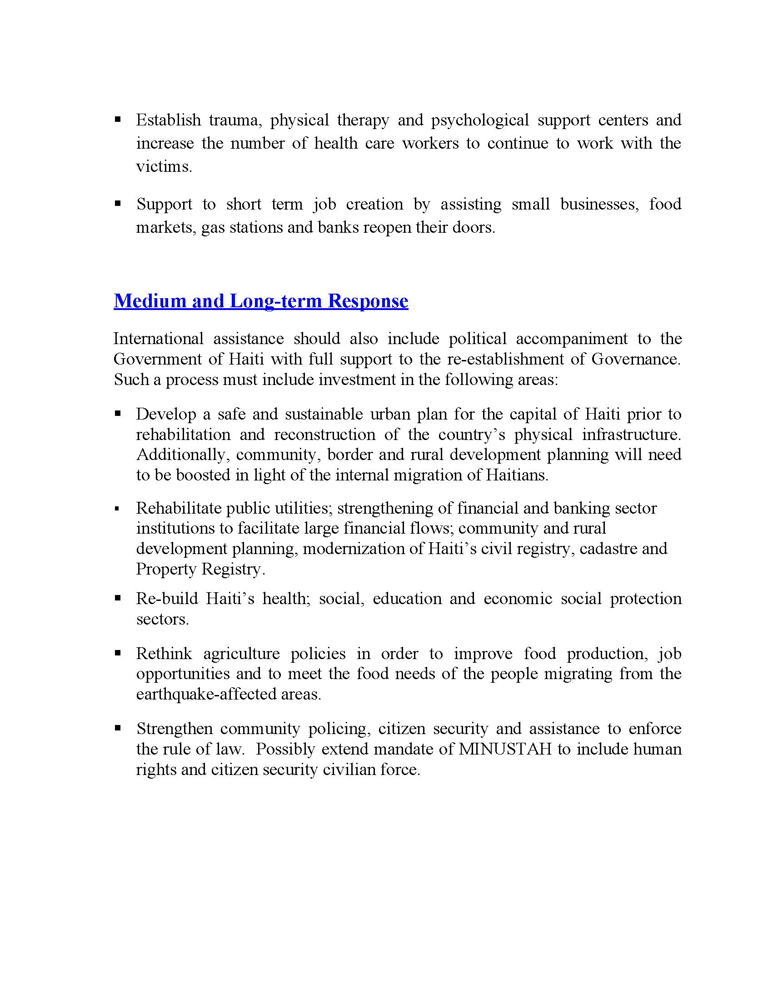 ▪ Establish trauma, physical therapy and psychological support centers and
increase the number of health care workers to continue to work with the
victims.
▪ Support to short term job creation by assisting small businesses, food
markets, gas stations and banks reopen their doors.
Medium and Long-term Response
International assistance should also include political accompaniment to the
Government of Haiti with full support to the re-establishment of Governance.
Such a process must include investment in the following areas:
▪ Develop a safe and sustainable urban plan for the capital of Haiti prior to
rehabilitation and reconstruction of the country’s physical infrastructure.
Additionally, community, border and rural development planning will need
to be boosted in light of the internal migration of Haitians.
▪ Rehabilitate public utilities; strengthening of financial and banking sector
institutions to facilitate large financial flows; community and rural
development planning, modernization of Haiti’s civil registry, cadastre and
Property Registry.
▪ Re-build Haiti’s health; social, education and economic social protection
sectors.
▪ Rethink agriculture policies in order to improve food production, job
opportunities and to meet the food needs of the people migrating from the
earthquake-affected areas.
▪ Strengthen community policing, citizen security and assistance to enforce
the rule of law.  Possibly extend mandate of MINUSTAH to include human
rights and citizen security civilian force.